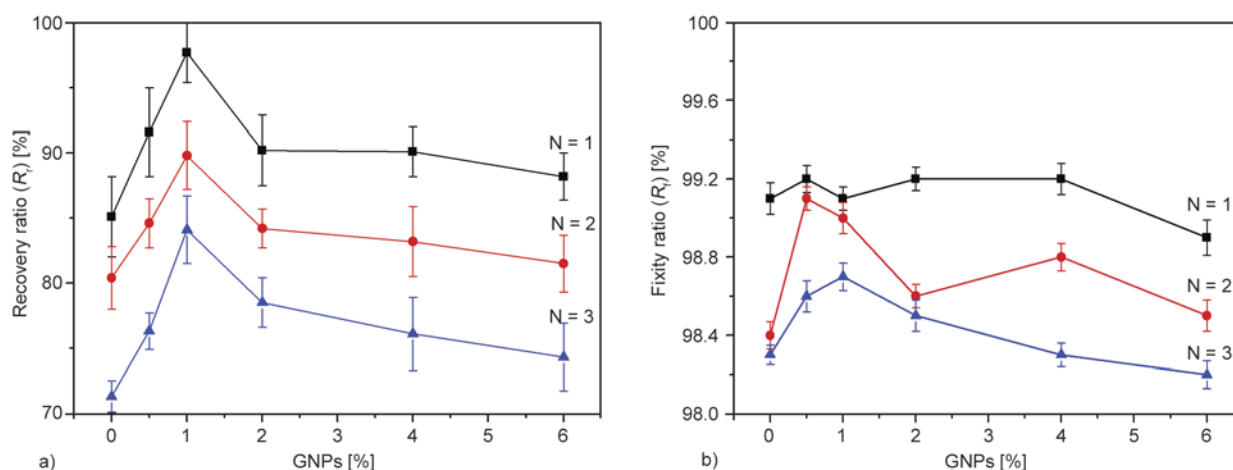 100
90
80
70
Recovery ratio (Rr) [%]
N = 1
N = 2
N = 3
0 1 2 3 4 5 6
GNPs [%]
a)
100
99.6
99.2
98.8
98.4
98.0
Fixity ratio (Rf) [%]
N = 1
N = 2
N = 3
0 1 2 3 4 5 6
GNPs [%]
b)